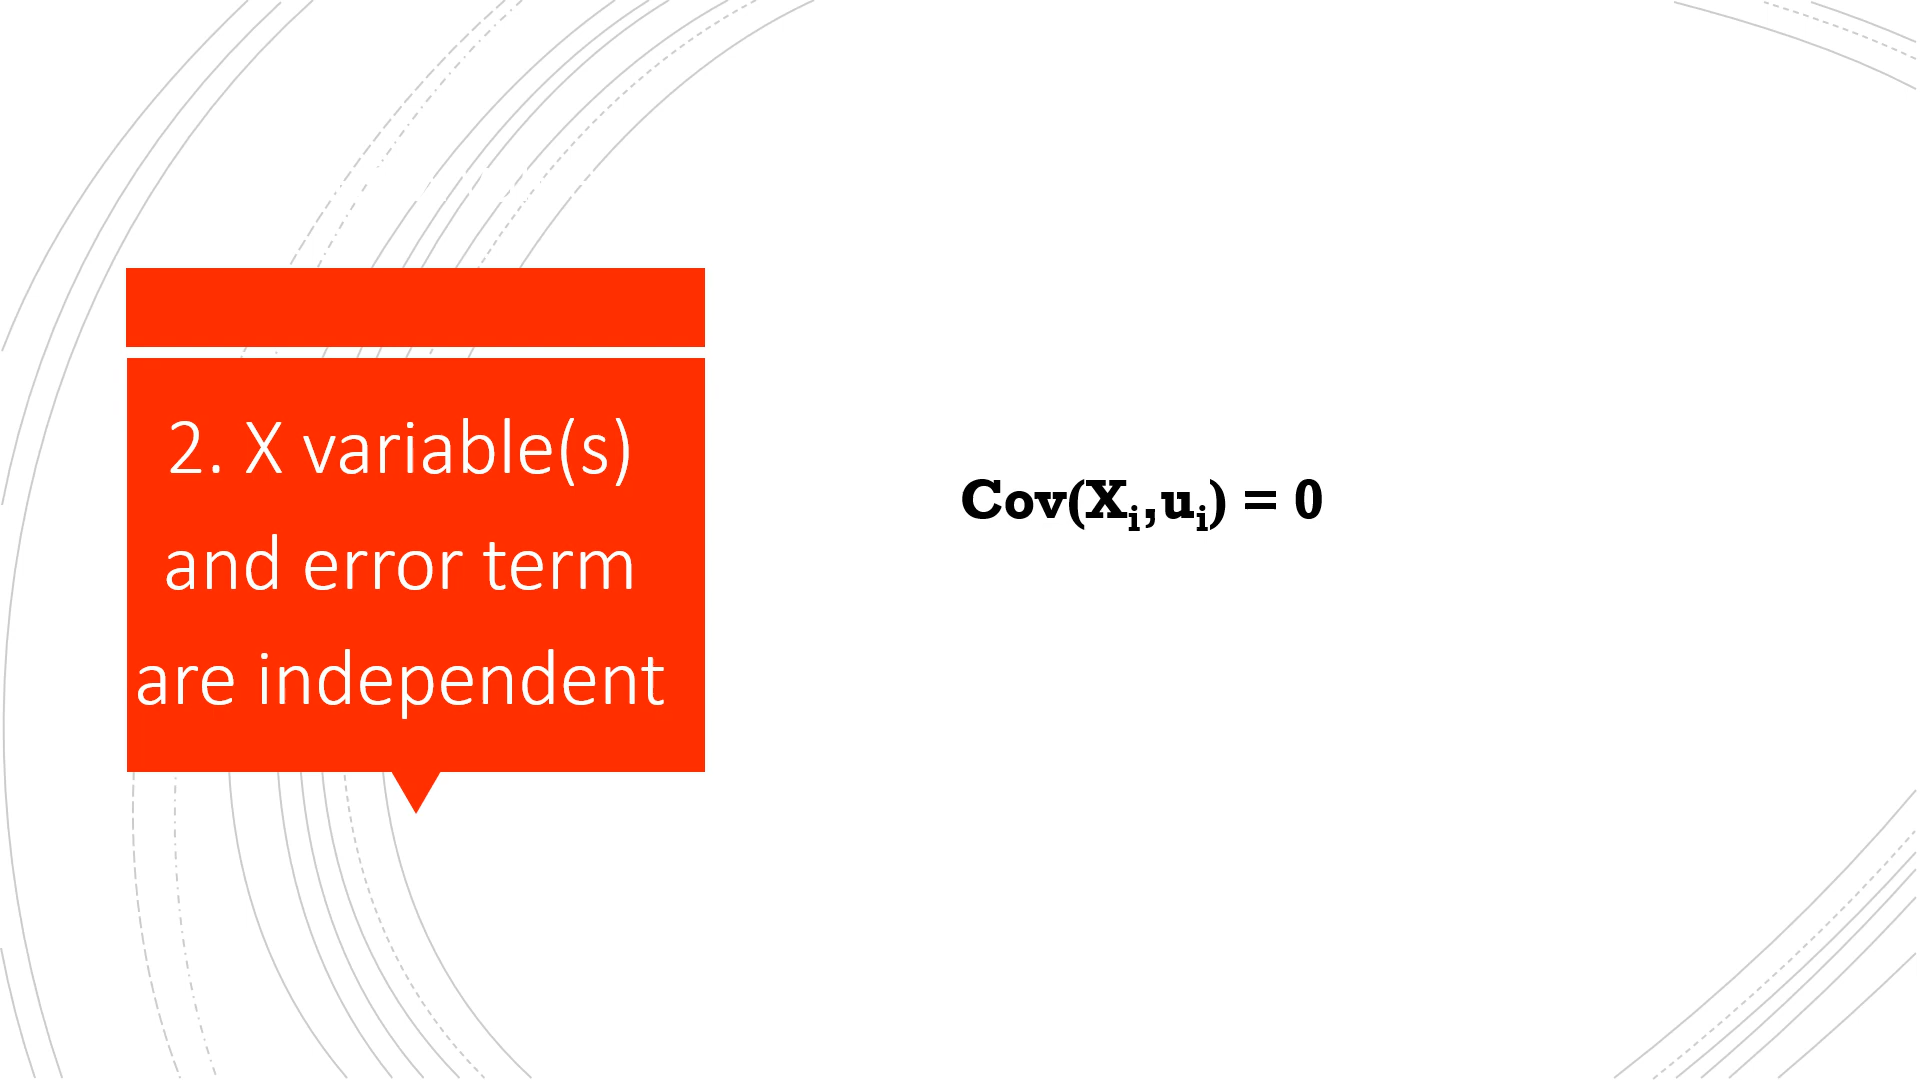 2. X variable(s)
and error term
are independent
Cov(Xᵢ,uᵢ) = 0